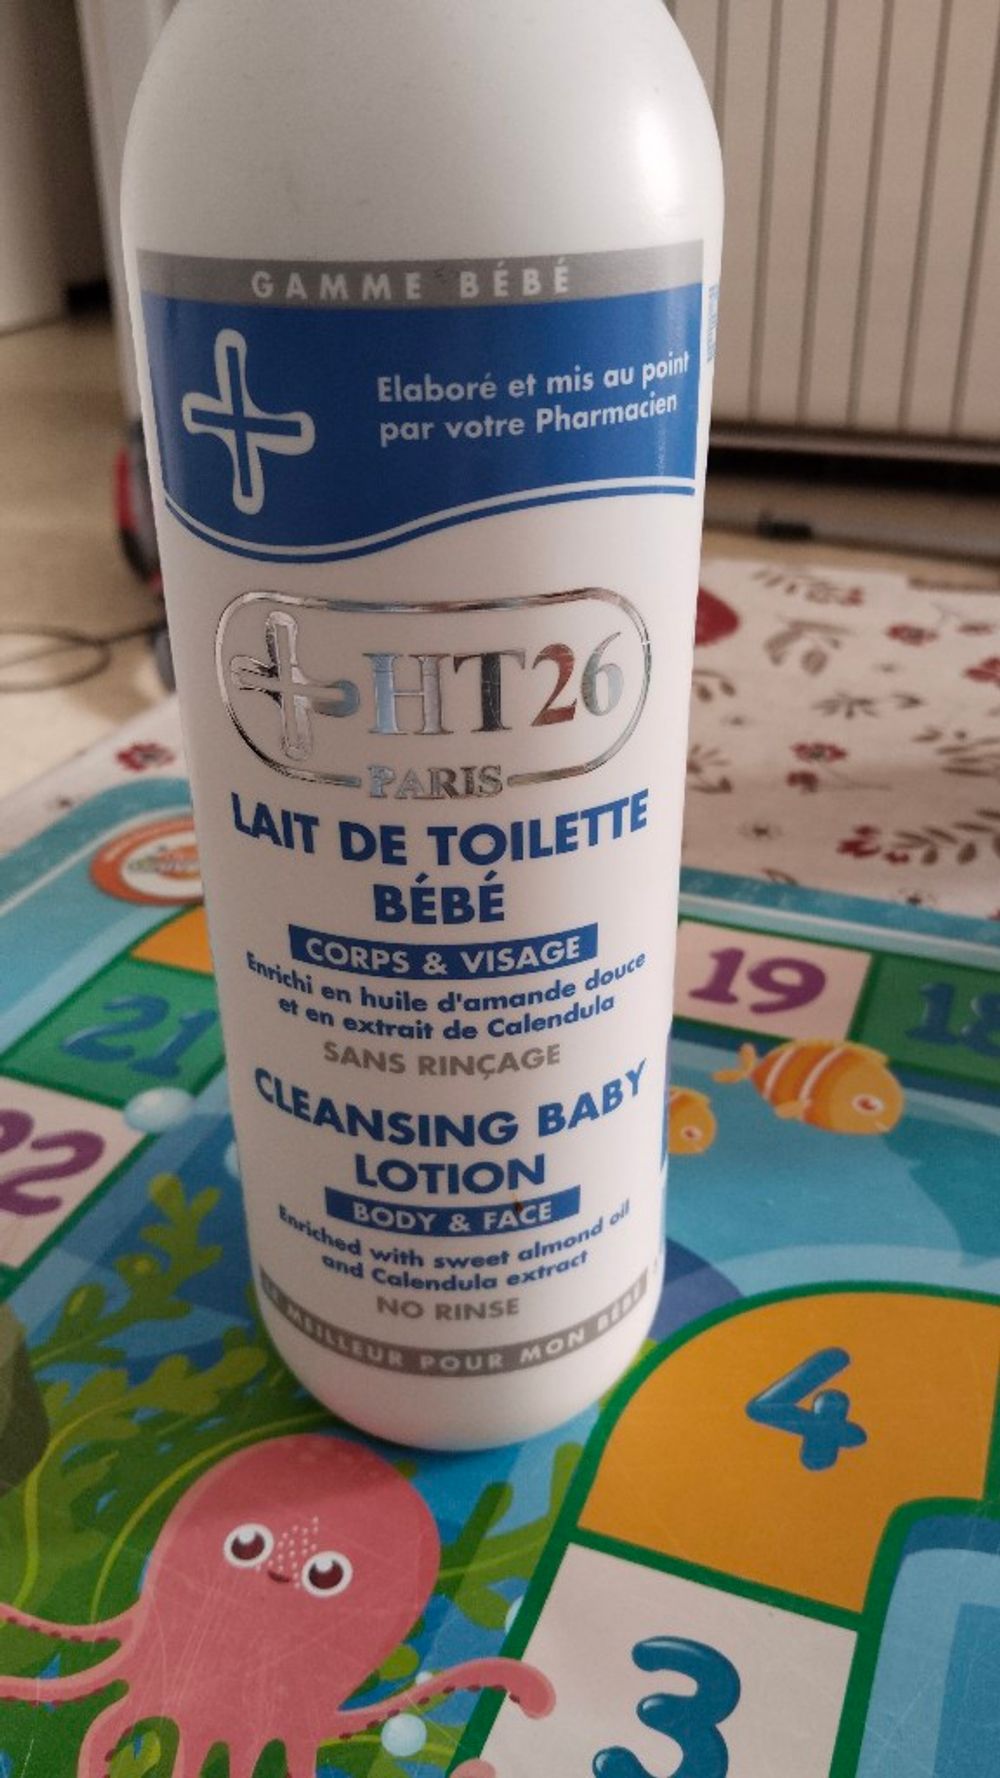 GAMME BÉBÉ
Elaboré et mis au point
par votre Pharmacien
HT26
PARIS
LAIT DE TOILETTE
BÉBÉ
CORPS & VISAGE
Enrichi en huile d'amande douce
et en extrait de Calendula
SANS RINÇAGE
CLEANSING BABY
LOTION
BODY & FACE
Enriched with sweet almond oil
and Calendula extract
NO RINSE
MEILLEUR POUR MON BÉBÉ
19
18
21
22
4
3